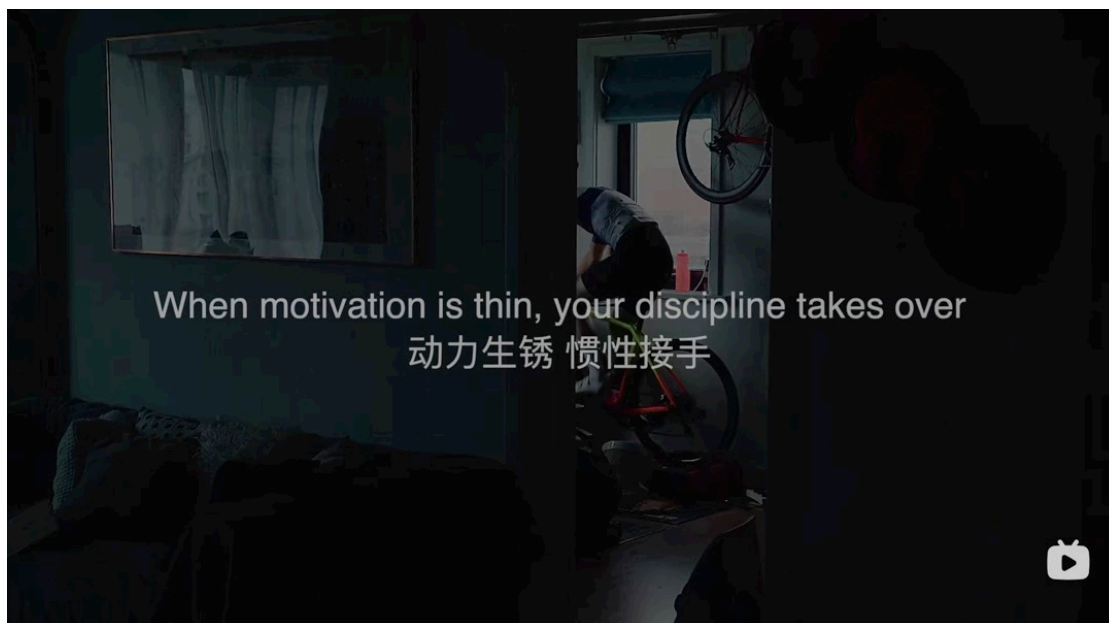 When motivation is thin, your discipline takes over
动力生锈 惯性接手